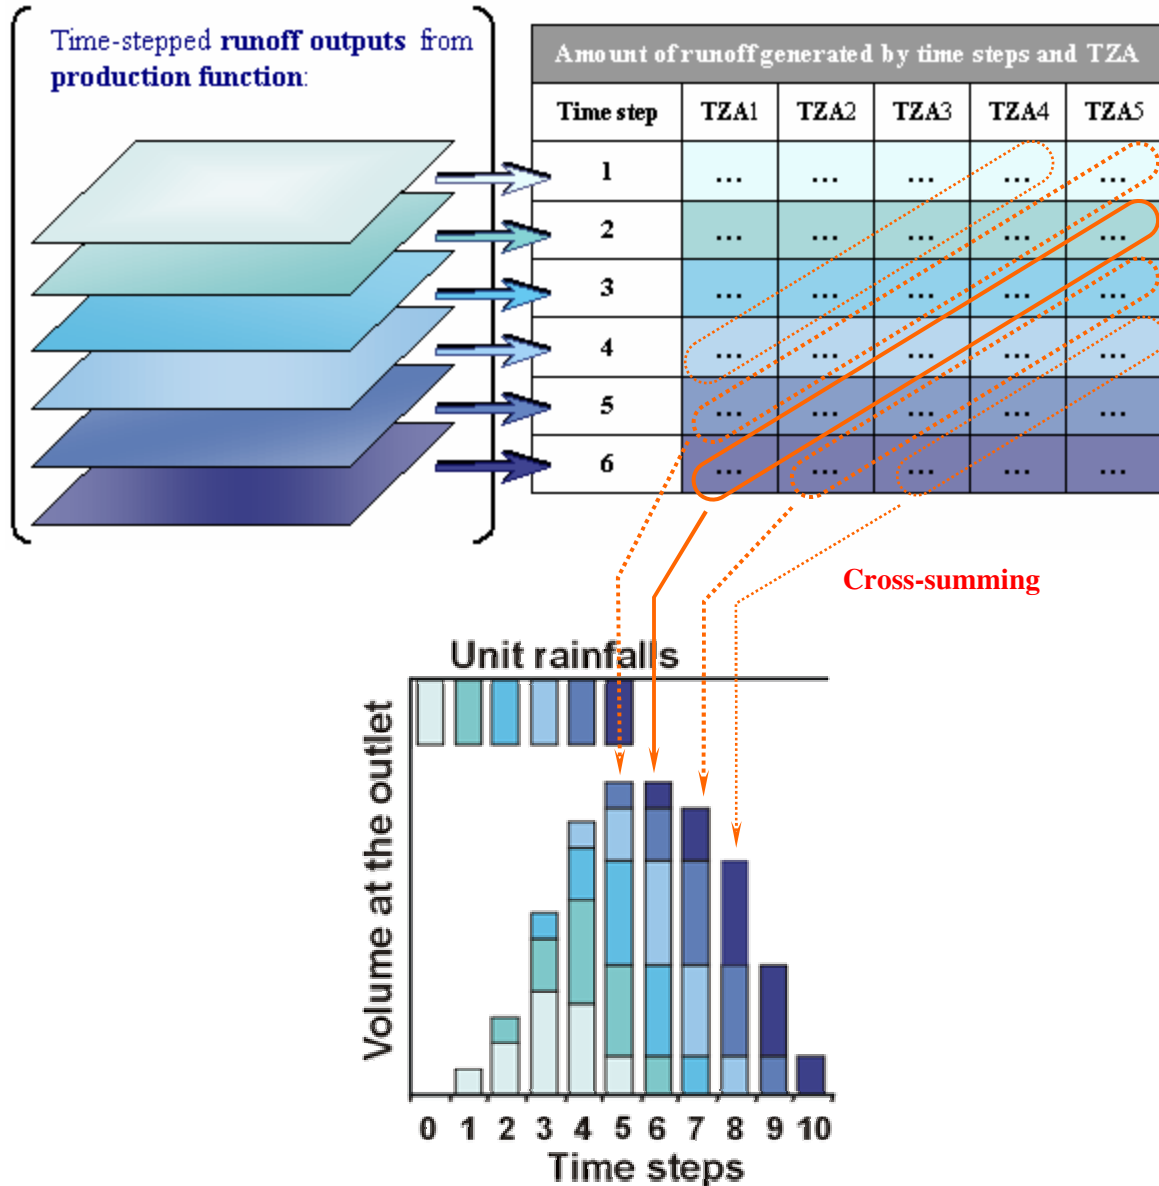 Time-stepped runoff outputs from
production function:
Amount of runoff generated by time steps and TZA
Time step TZA1 TZA2 TZA3 TZA4 TZA5
1 ... ... ... ... ...
2 ... ... ... ... ...
3 ... ... ... ... ...
4 ... ... ... ... ...
5 ... ... ... ... ...
6 ... ... ... ... ...
Cross-summing
Unit rainfalls
Volume at the outlet
0 1 2 3 4 5 6 7 8 9 10
Time steps